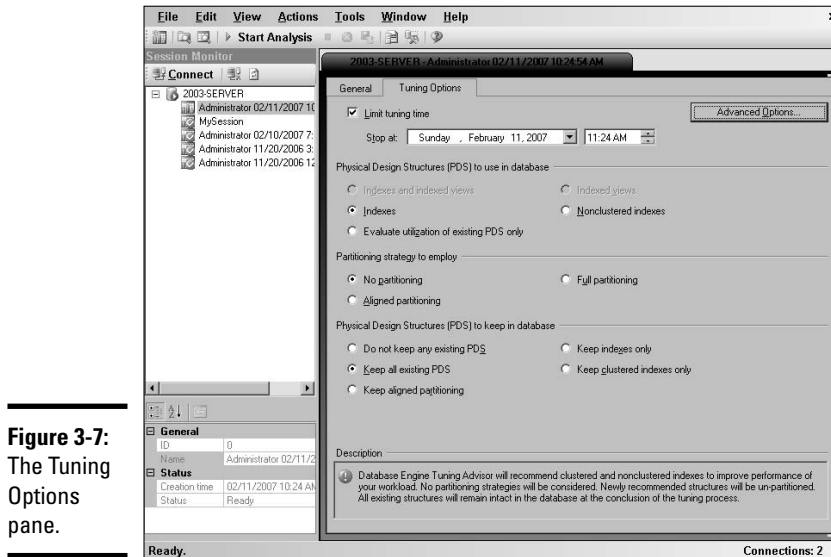 File Edit View Actions Tools Window Help
Start Analysis
Session Monitor
Connect
2003-SERVER
Administrator 02/11/2007 10
MySession
Administrator 02/10/2007 7:
Administrator 11/20/2006 3:
Administrator 11/20/2006 12
General
ID 0
Name Administrator 02/11/2
Status
Creation time 02/11/2007 10:24 AM
Status Ready
2003-SERVER - Administrator 02/11/2007 10:24:54 AM
General Tuning Options
Limit tuning time Advanced Options...
Stop at: Sunday , February 11, 2007 11:24 AM
Physical Design Structures (PDS) to use in database
Indexes and indexed views Indexed views
Indexes Nonclustered indexes
Evaluate utilization of existing PDS only
Partitioning strategy to employ
No partitioning Full partitioning
Aligned partitioning
Physical Design Structures (PDS) to keep in database
Do not keep any existing PDS Keep indexes only
Keep all existing PDS Keep clustered indexes only
Keep aligned partitioning
Description
Database Engine Tuning Advisor will recommend clustered and nonclustered indexes to improve performance of
your workload. No partitioning strategies will be considered. Newly recommended structures will be un-partitioned.
All existing structures will remain intact in the database at the conclusion of the tuning process.
Ready. Connections: 2
Figure 3-7:
The Tuning
Options
pane.